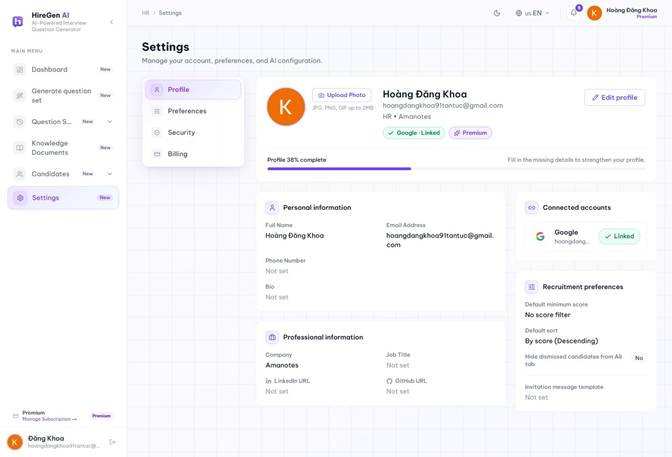 HireGen AI
AI-Powered Interview
Question Generator
MAIN MENU
Dashboard New
Generate question
set New
Question S... New
Knowledge
Documents New
Candidates New
Settings New
Premium
Manage Subscription → Premium
K
Đăng Khoa
hoangdangkhoa91tantuc@...
HR > Settings
US EN
6
K
Hoàng Đăng Khoa
Premium
Settings
Manage your account, preferences, and AI configuration.
Profile
Preferences
Security
Billing
K
Upload Photo
JPG, PNG, GIF up to 2MB
Hoàng Đăng Khoa
hoangdangkhoa91tantuc@gmail.com
HR • Amanotes
Google · Linked
Premium
Edit profile
Profile 38% complete
Fill in the missing details to strengthen your profile.
Personal information
Full Name
Hoàng Đăng Khoa
Email Address
hoangdangkhoa91tantuc@gmail.
com
Phone Number
Not set
Bio
Not set
Professional information
Company
Amanotes
Job Title
Not set
LinkedIn URL
Not set
GitHub URL
Not set
Connected accounts
Google
hoangdang...
Linked
Recruitment preferences
Default minimum score
No score filter
Default sort
By score (Descending)
Hide dismissed candidates from All
tab
No
Invitation message template
Not set